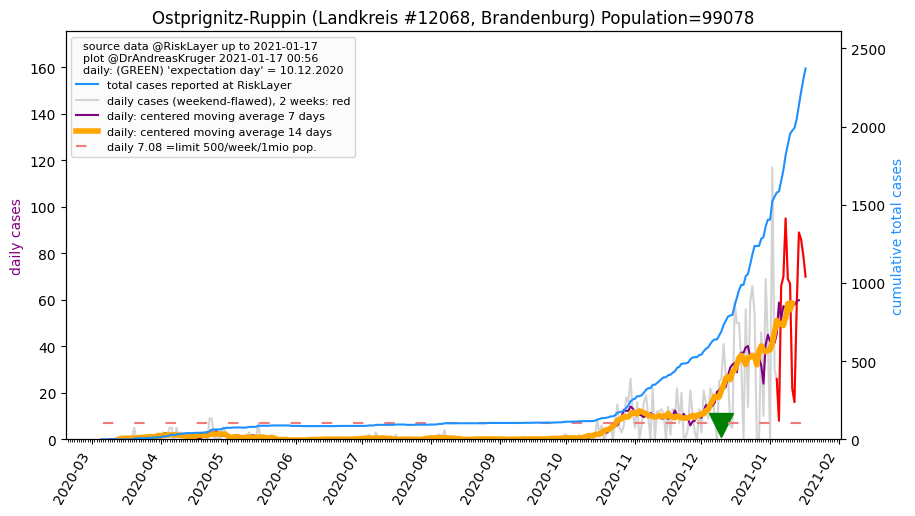 Ostprignitz-Ruppin (Landkreis #12068, Brandenburg) Population=99078
source data @RiskLayer up to 2021-01-17
plot @DrAndreasKruger 2021-01-17 00:56
daily: (GREEN) 'expectation day' = 10.12.2020
total cases reported at RiskLayer
daily cases (weekend-flawed), 2 weeks: red
daily: centered moving average 7 days
daily: centered moving average 14 days
daily 7.08 =limit 500/week/1mio pop.
daily cases
160
140
120
100
80
60
40
20
0
2500
2000
1500
1000
500
0
cumulative total cases
2020-03
2020-04
2020-05
2020-06
2020-07
2020-08
2020-09
2020-10
2020-11
2020-12
2021-01
2021-02